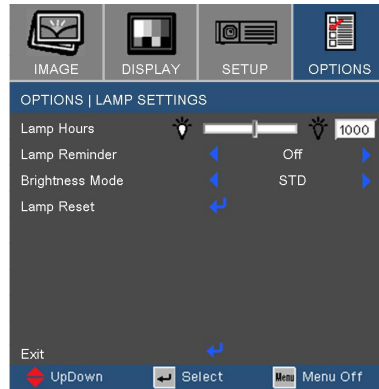 IMAGE DISPLAY SETUP OPTIONS
OPTIONS | LAMP SETTINGS
Lamp Hours 1000
Lamp Reminder Off
Brightness Mode STD
Lamp Reset
Exit
UpDown Select Menu Menu Off